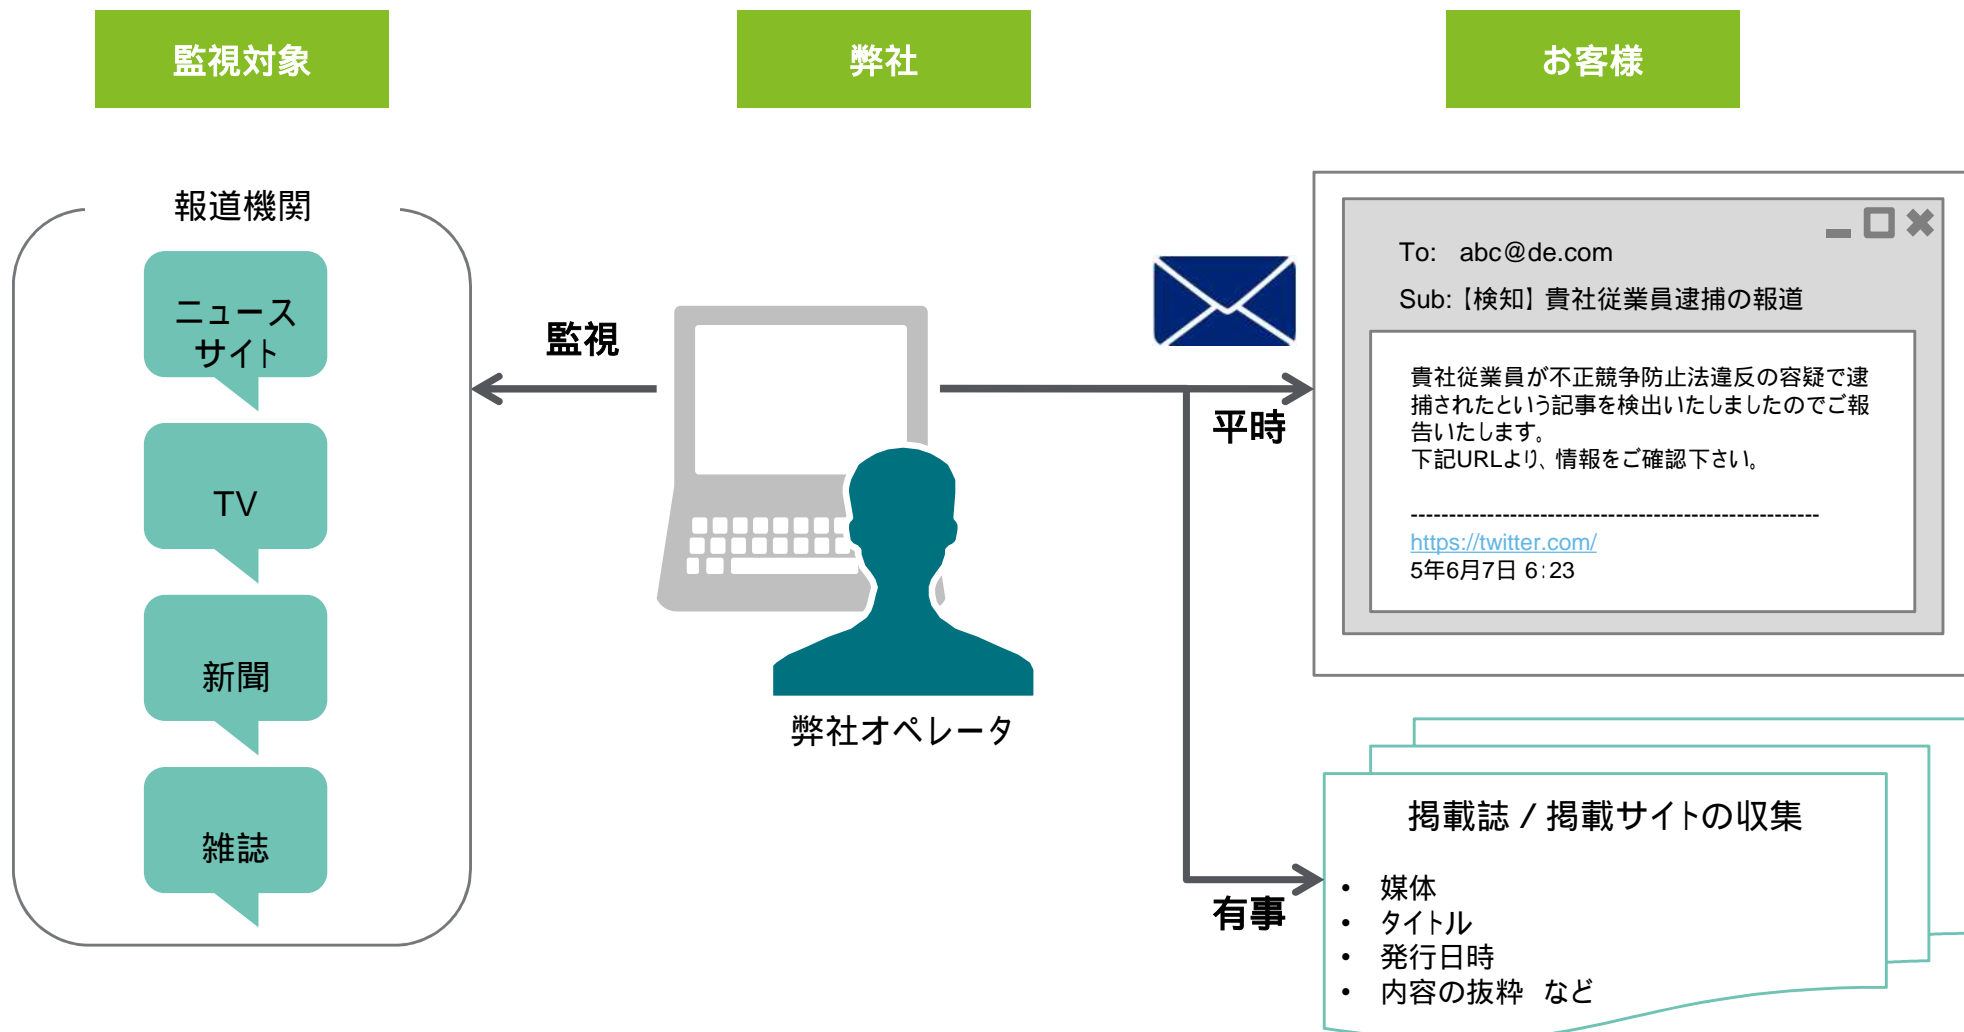 監視対象
弊社
お客様
報道機関
ニュース
サイト
TV
新聞
雑誌
監視
弊社オペレータ
平時
有事
To: abc@de.com
Sub:【検知】貴社従業員逮捕の報道
貴社従業員が不正競争防止法違反の容疑で逮
捕されたという記事を検出いたしましたのでご報
告いたします。
下記URLより、情報をご確認下さい。
-----------------------------------------------------
https://twitter.com/
5年6月7日 6:23
掲載誌 / 掲載サイトの収集
• 媒体
• タイトル
• 発行日時
• 内容の抜粋 など